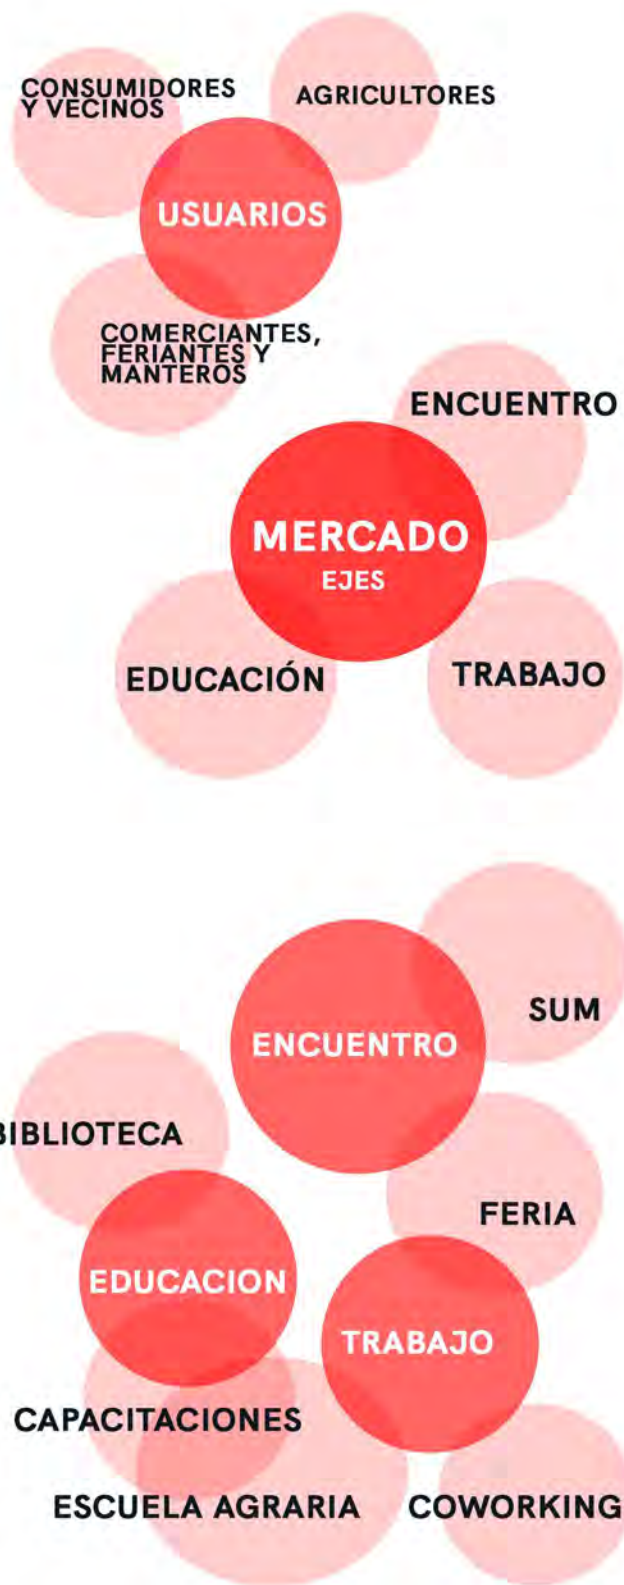 CONSUMIDORES
Y VECINOS
AGRICULTORES
USUARIOS
COMERCIANTES,
FERIANTES Y
MANTEROS
ENCUENTRO
MERCADO
EJES
EDUCACIÓN
TRABAJO
ENCUENTRO
SUM
BIBLIOTECA
FERIA
EDUCACION
TRABAJO
CAPACITACIONES
ESCUELA AGRARIA
COWORKING